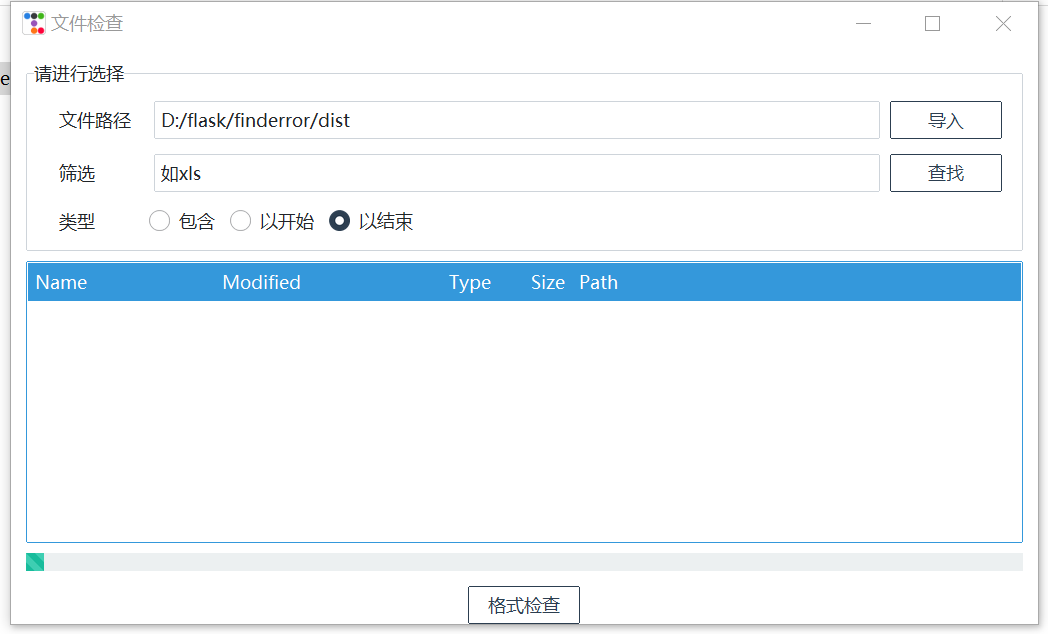 文件检查
e
请进行选择
文件路径 D:/flask/finderror/dist 导入
筛选 如xls 查找
类型 包含 以开始 以结束
Name Modified Type Size Path
格式检查